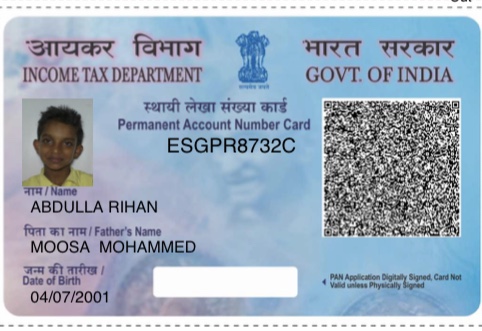 आयकर विभाग
INCOME TAX DEPARTMENT
भारत सरकार
GOVT. OF INDIA
स्थायी लेखा संख्या कार्ड
Permanent Account Number Card
ESGPR8732C
नाम / Name
ABDULLA RIHAN
पिता का नाम / Father's Name
MOOSA MOHAMMED
जन्म की तारीख /
Date of Birth
04/07/2001
PAN Application Digitally Signed, Card Not
Valid unless Physically Signed